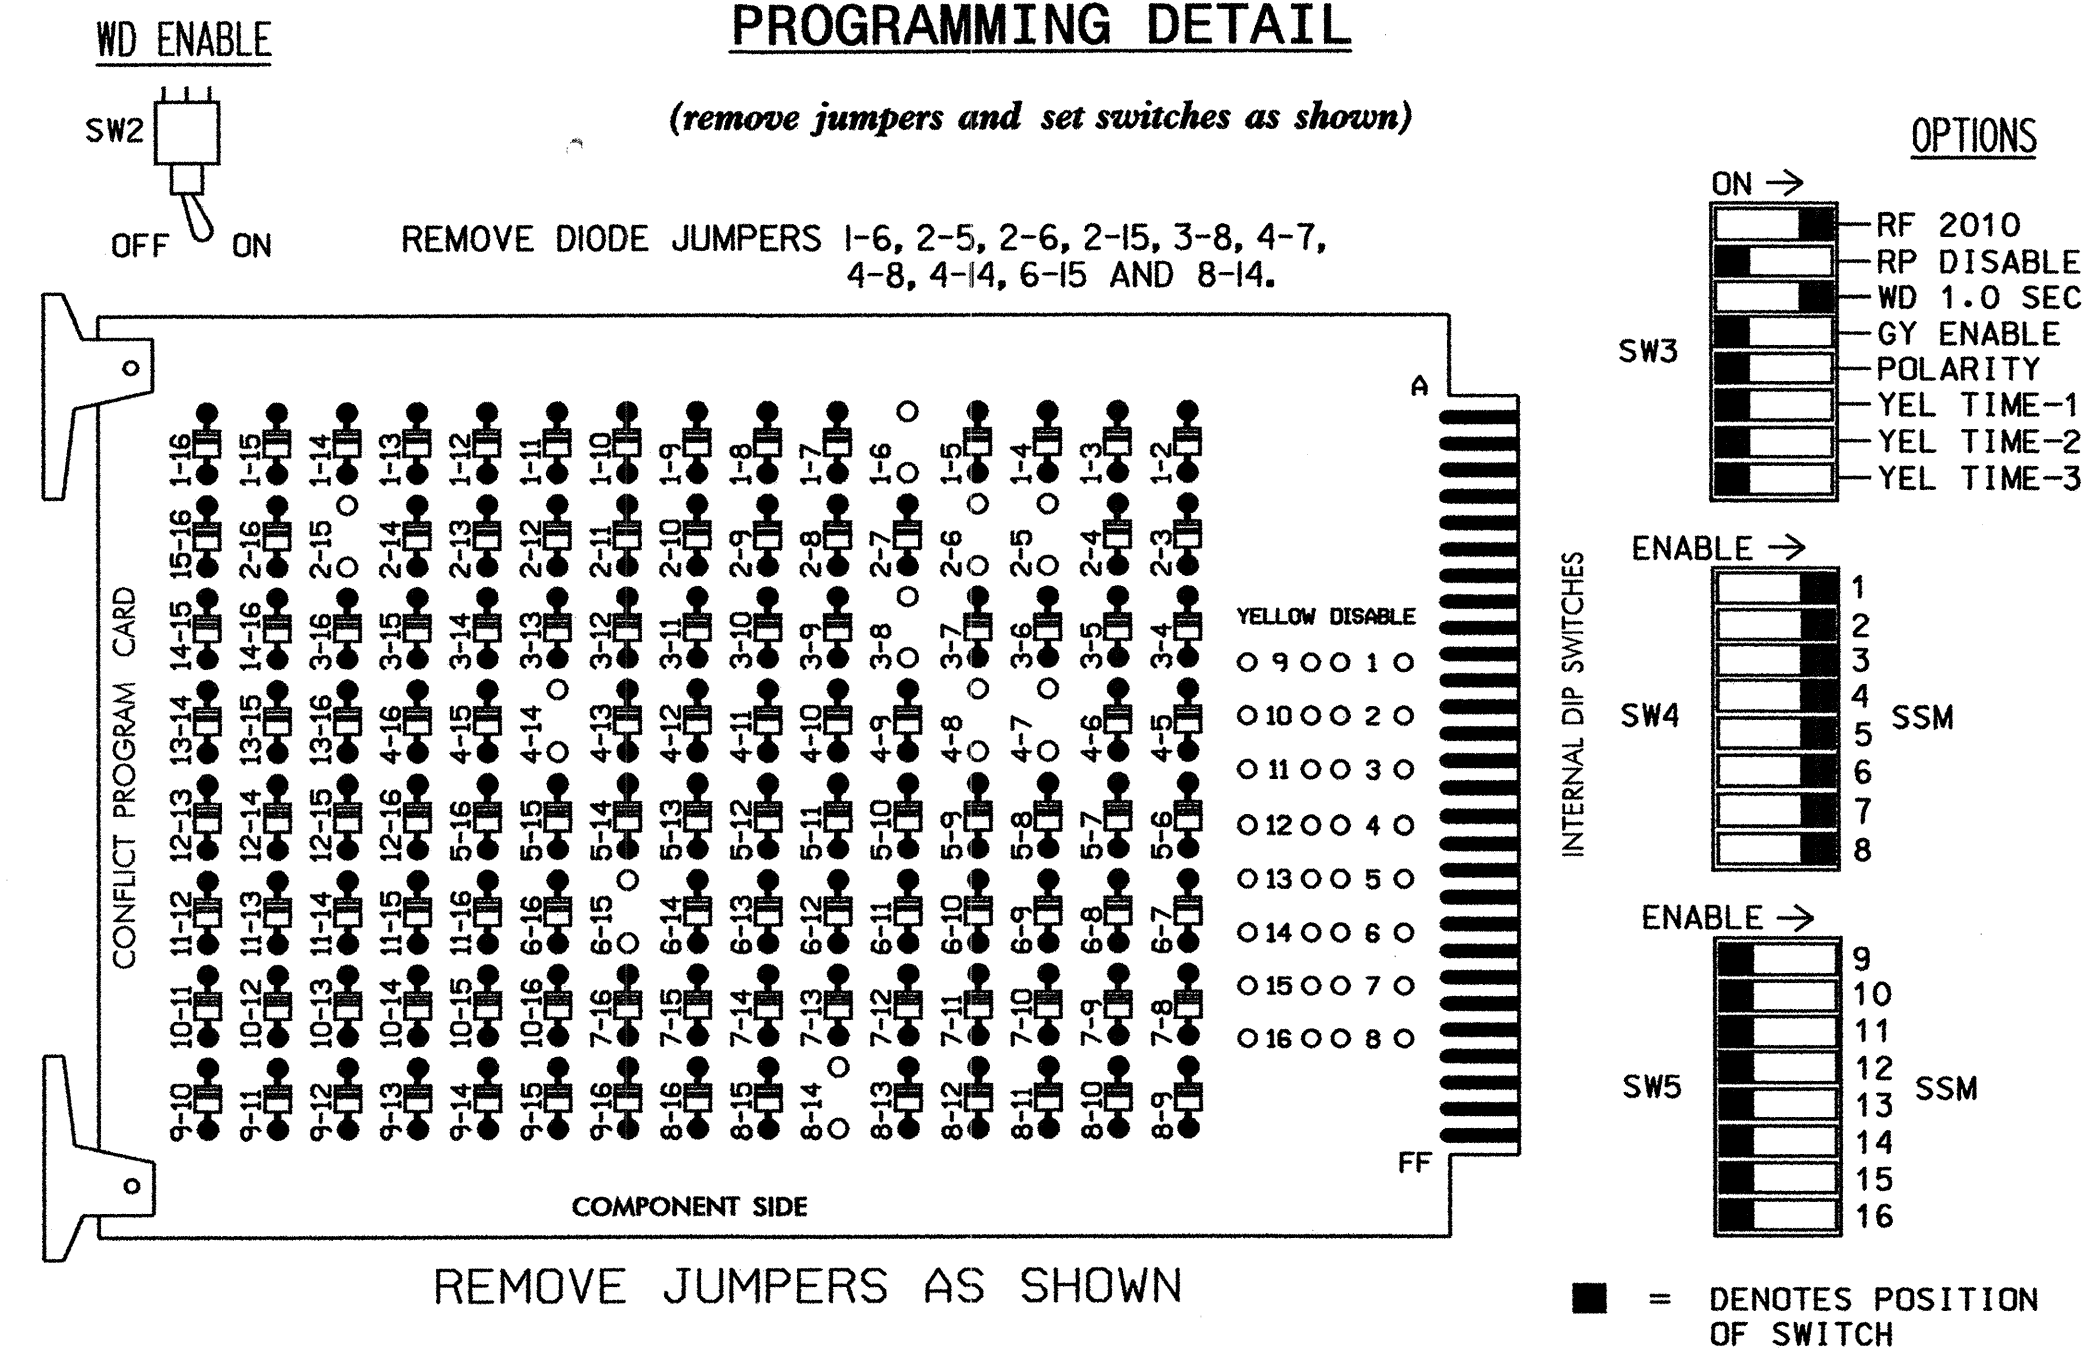 PROGRAMMING DETAIL
(remove jumpers and set switches as shown)
WD ENABLE
SW2
OFF ON
REMOVE DIODE JUMPERS 1-6, 2-5, 2-6, 2-15, 3-8, 4-7,
4-8, 4-14, 6-15 AND 8-14.
CONFLICT PROGRAM CARD
1-16 1-15 1-14 1-13 1-12 1-11 1-10 1-9 1-8 1-7 1-6 1-5 1-4 1-3 1-2
15-16 2-16 2-15 2-14 2-13 2-12 2-11 2-10 2-9 2-8 2-7 2-6 2-5 2-4 2-3
14-15 14-16 3-16 3-15 3-14 3-13 3-12 3-11 3-10 3-9 3-8 3-7 3-6 3-5 3-4
13-14 13-15 13-16 4-16 4-15 4-14 4-13 4-12 4-11 4-10 4-9 4-8 4-7 4-6 4-5
12-13 12-14 12-15 12-16 5-16 5-15 5-14 5-13 5-12 5-11 5-10 5-9 5-8 5-7 5-6
11-12 11-13 11-14 11-15 11-16 6-16 6-15 6-14 6-13 6-12 6-11 6-10 6-9 6-8 6-7
10-11 10-12 10-13 10-14 10-15 10-16 7-16 7-15 7-14 7-13 7-12 7-11 7-10 7-9 7-8
9-10 9-11 9-12 9-13 9-14 9-15 9-16 8-16 8-15 8-14 8-13 8-12 8-11 8-10 8-9
A
YELLOW DISABLE
9 1
10 2
11 3
12 4
13 5
14 6
15 7
16 8
FF
COMPONENT SIDE
REMOVE JUMPERS AS SHOWN
INTERNAL DIP SWITCHES
OPTIONS
ON →
SW3
RF 2010
RP DISABLE
WD 1.0 SEC
GY ENABLE
POLARITY
YEL TIME-1
YEL TIME-2
YEL TIME-3
ENABLE →
SW4
1
2
3
4
5
6
7
8
SSM
ENABLE →
SW5
9
10
11
12
13
14
15
16
SSM
= DENOTES POSITION
OF SWITCH